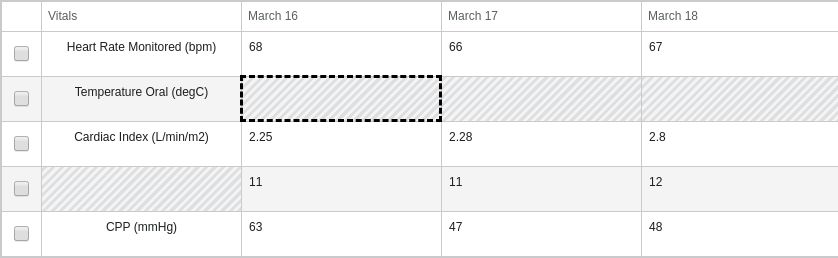 Vitals March 16 March 17 March 18
Heart Rate Monitored (bpm) 68 66 67
Temperature Oral (degC)
Cardiac Index (L/min/m2) 2.25 2.28 2.8
11 11 12
CPP (mmHg) 63 47 48